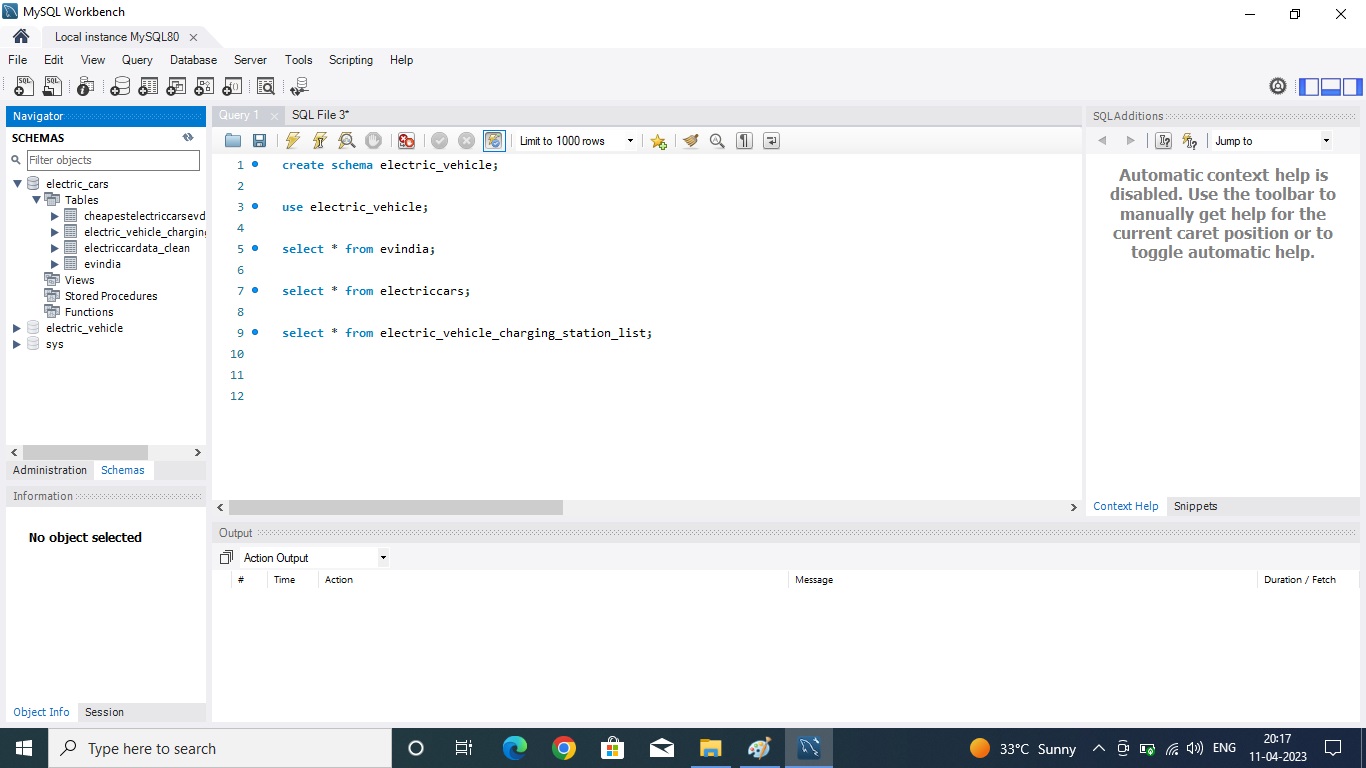 MySQL Workbench
Local instance MySQL80
File Edit View Query Database Server Tools Scripting Help
Navigator
SCHEMAS
Filter objects
electric_cars
Tables
cheapestelectriccarsevd
electric_vehicle_charging
electriccardata_clean
evindia
Views
Stored Procedures
Functions
electric_vehicle
sys
Administration Schemas
Information
No object selected
Object Info Session
Query 1 SQL File 3*
Limit to 1000 rows
1 create schema electric_vehicle;
2
3 use electric_vehicle;
4
5 select * from evindia;
6
7 select * from electriccars;
8
9 select * from electric_vehicle_charging_station_list;
10
11
12
Output
Action Output
# Time Action Message Duration / Fetch
SQLAdditions
Jump to
Automatic context help is
disabled. Use the toolbar to
manually get help for the
current caret position or to
toggle automatic help.
Context Help Snippets
Type here to search
33°C Sunny
ENG
20:17
11-04-2023